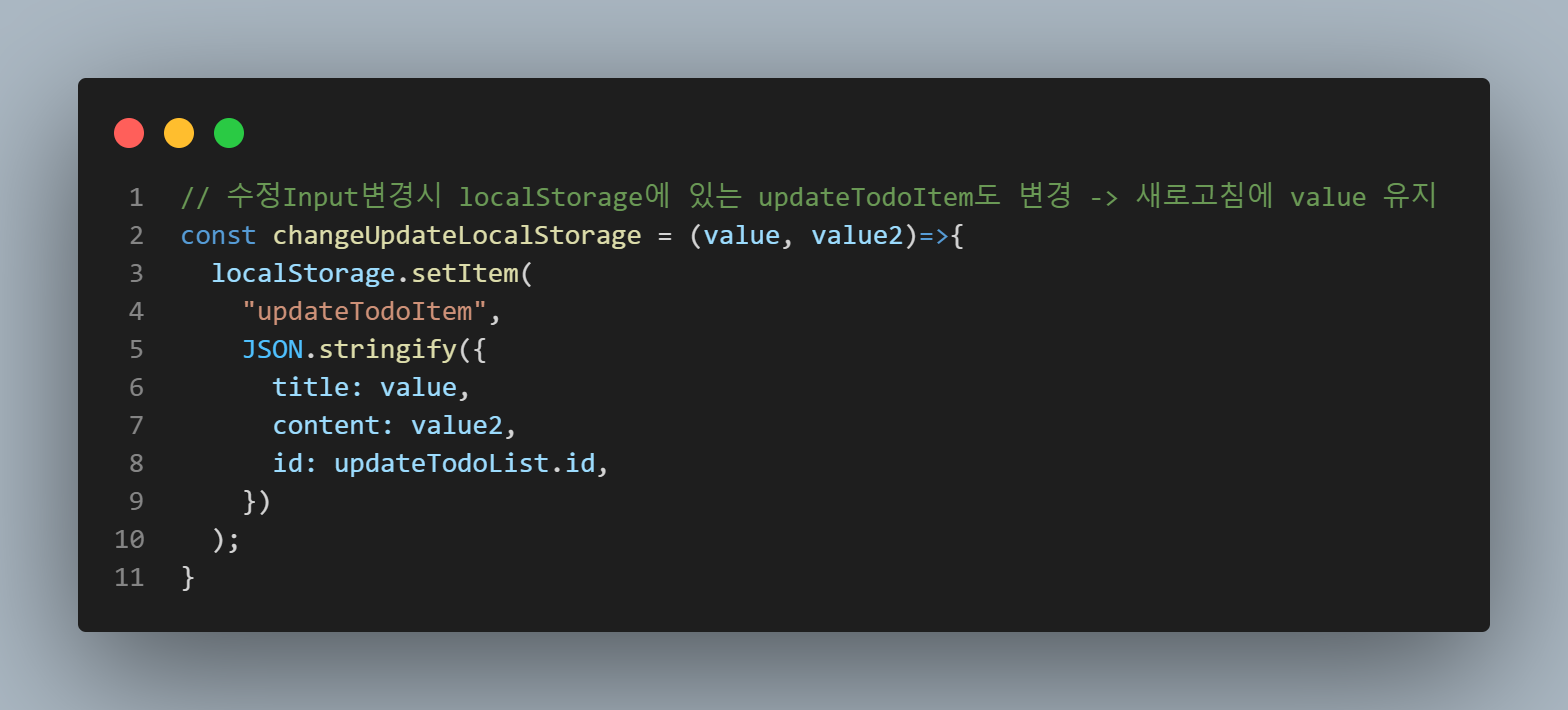 1 // 수정Input변경시 localStorage에 있는 updateTodoItem도 변경 -> 새로고침에 value 유지
2 const changeUpdateLocalStorage = (value, value2)=>{
3   localStorage.setItem(
4     "updateTodoItem",
5     JSON.stringify({
6       title: value,
7       content: value2,
8       id: updateTodoList.id,
9     })
10   );
11 }